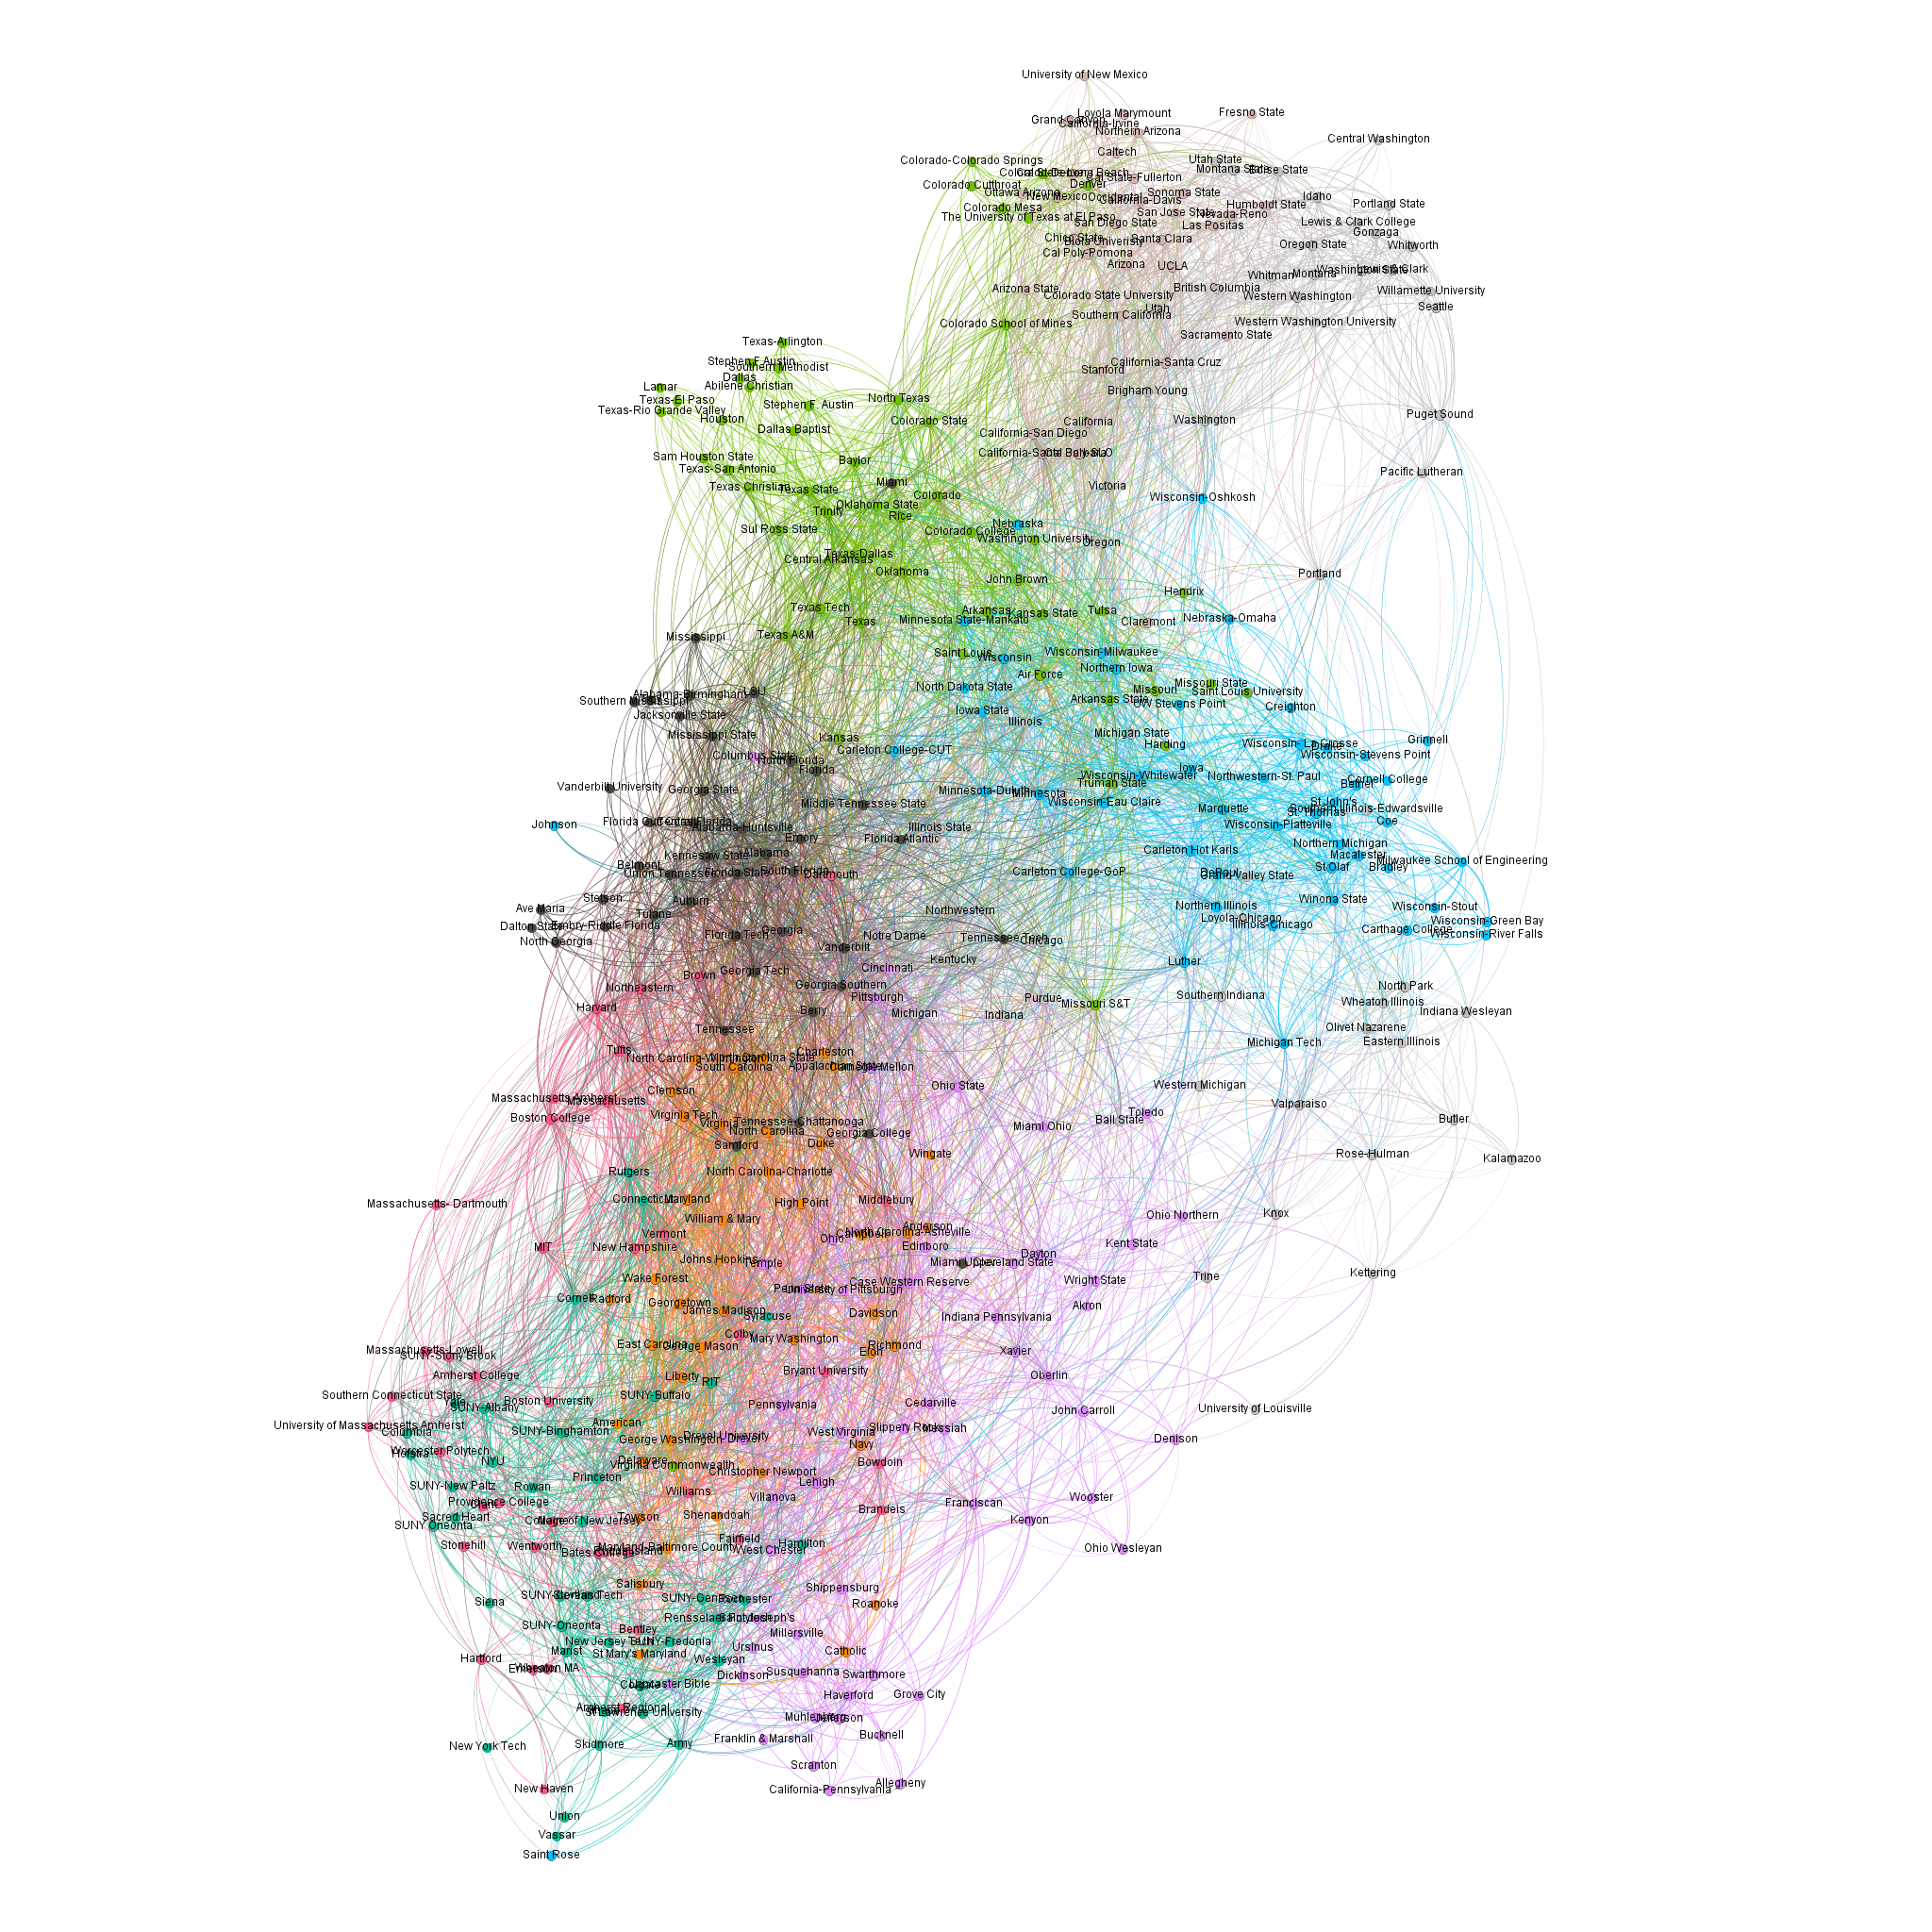 University of New Mexico
Loyola Marymount
Fresno State
Grand Canyon
California-Irvine
Northern Arizona
Central Washington
Caltech
Colorado-Colorado Springs
Utah State
Montana State
Boise State
Cal State-Fullerton
Colorado Cutthroat
Denver
Ottawa Arizona
New Mexico
Occidental
Sonoma State
California-Davis
Idaho
Humboldt State
Portland State
Colorado Mesa
San Jose State
Nevada-Reno
The University of Texas at El Paso
San Diego State
Las Positas
Lewis & Clark College
Gonzaga
Chico State
Biola Univeristy
Santa Clara
Oregon State
Whitworth
Cal Poly-Pomona
Arizona
UCLA
Whitman
Montana
Washington State
Lewis & Clark
Arizona State
British Columbia
Colorado State University
Western Washington
Willamette University
Utah
Seattle
Southern California
Colorado School of Mines
Western Washington University
Sacramento State
Texas-Arlington
Stephen F Austin
Southern Methodist
California-Santa Cruz
Stanford
Dallas
Lamar
Abilene Christian
Brigham Young
Texas-El Paso
North Texas
Stephen F. Austin
Texas-Rio Grande Valley
Puget Sound
Houston
Colorado State
California
Washington
Dallas Baptist
California-San Diego
Sam Houston State
Baylor
Texas-San Antonio
Pacific Lutheran
Miami
Texas Christian
Texas State
Victoria
Colorado
Wisconsin-Oshkosh
Oklahoma State
Trinity
Rice
Nebraska
Sul Ross State
Colorado College
Washington University
Oregon
Texas-Dallas
Central Arkansas
Oklahoma
Portland
John Brown
Hendrix
Texas Tech
Arkansas
Kansas State
Tulsa
Texas
Minnesota State-Mankato
Claremont
Nebraska-Omaha
Mississippi
Texas A&M
Saint Louis
Wisconsin
Wisconsin-Milwaukee
Northern Iowa
Air Force
North Dakota State
Missouri
Missouri State
Saint Louis University
Alabama-Birmingham
LSU
Southern Mississippi
Arkansas State
UW Stevens Point
Creighton
Jacksonville State
Iowa State
Illinois
Mississippi State
Kansas
Michigan State
Harding
Carleton College-CUT
Columbus State
North Florida
Florida
Wisconsin- La Crosse
Drake
Grinnell
Wisconsin-Stevens Point
Iowa
Wisconsin-Whitewater
Northwestern-St. Paul
Cornell College
Bethel
Truman State
Vanderbilt University
Georgia State
Minnesota-Duluth
Minnesota
Wisconsin-Eau Claire
Middle Tennessee State
Marquette
St John's
Southern Illinois-Edwardsville
St. Thomas
Coe
Johnson
Florida Gulf Coast
Central Florida
Alabama-Huntsville
Illinois State
Wisconsin-Platteville
Emory
Florida Atlantic
Northern Michigan
Kennesaw State
Alabama
Carleton Hot Karls
Macalester
Milwaukee School of Engineering
Belmont
Union Tennessee
Florida State
South Florida
Dartmouth
Carleton College-GoP
DePaul
Grand Valley State
St Olaf
Bradley
Stetson
Auburn
Winona State
Ave Maria
Tulane
Northwestern
Northern Illinois
Loyola-Chicago
Illinois-Chicago
Wisconsin-Stout
Wisconsin-Green Bay
Dalton State
Embry-Riddle Florida
Florida Tech
Georgia
Notre Dame
Tennessee Tech
Chicago
Carthage College
Wisconsin-River Falls
North Georgia
Vanderbilt
Kentucky
Luther
Georgia Tech
Cincinnati
Brown
Northeastern
Georgia Southern
Pittsburgh
Purdue
Missouri S&T
Southern Indiana
North Park
Wheaton Illinois
Harvard
Berry
Michigan
Indiana
Indiana Wesleyan
Tennessee
Olivet Nazarene
Eastern Illinois
Michigan Tech
Tufts
North Carolina-Wilmington
North Carolina State
Charleston
South Carolina
Appalachian State
Carnegie Mellon
Ohio State
Western Michigan
Clemson
Massachusetts Amherst
Massachusetts
Valparaiso
Boston College
Virginia Tech
Virginia
Tennessee-Chattanooga
Miami Ohio
Ball State
Toledo
Butler
North Carolina
Georgia College
Samford
Duke
Wingate
Rose-Hulman
Kalamazoo
Rutgers
North Carolina-Charlotte
Massachusetts- Dartmouth
Connecticut
Maryland
High Point
Middlebury
Ohio Northern
Knox
William & Mary
Vermont
Anderson
North Carolina-Asheville
Campbell
Ohio
MIT
New Hampshire
Edinboro
Kent State
Johns Hopkins
Temple
Dayton
Miami Upper
Cleveland State
Wake Forest
Case Western Reserve
Wright State
Trine
Kettering
Penn State
University of Pittsburgh
Cornell
Radford
Georgetown
James Madison
Akron
Syracuse
Davidson
Indiana Pennsylvania
Colby
Mary Washington
East Carolina
George Mason
Richmond
Elon
Xavier
Massachusetts-Lowell
SUNY-Stony Brook
Amherst College
Liberty
Bryant University
Oberlin
RIT
Southern Connecticut State
Yale
Boston University
SUNY-Buffalo
SUNY-Albany
Pennsylvania
Cedarville
John Carroll
University of Louisville
University of Massachusetts Amherst
Columbia
SUNY-Binghamton
American
George Washington
Drexel University
Drexel
West Virginia
Slippery Rock
Messiah
Navy
Denison
Worcester Polytech
Hofstra
NYU
Delaware
Virginia Commonwealth
Christopher Newport
Bowdoin
Princeton
Lehigh
SUNY-New Paltz
Rowan
Williams
Villanova
Wooster
Providence College
Clark
Franciscan
Brandeis
Sacred Heart
SUNY Oneonta
College of New Jersey
Towson
Shenandoah
Kenyon
Stonehill
Wentworth
Bates College
Maryland-Baltimore County
Fairfield
West Chester
Hamilton
Ohio Wesleyan
Salisbury
Shippensburg
Siena
SUNY-Cortland
Stevens Tech
SUNY-Geneseo
Rochester
Roanoke
Rensselaer Polytech
Saint Joseph's
SUNY-Oneonta
Bentley
Millersville
New Jersey Tech
SUNY-Fredonia
Ursinus
Marist
St Mary's Maryland
Catholic
Hartford
Wesleyan
Emerson
Wheaton MA
Dickinson
Susquehanna
Swarthmore
Lancaster Bible
Colgate
Haverford
Grove City
Amherst Regional
St Lawrence University
Muhlenberg
Jefferson
New York Tech
Skidmore
Army
Franklin & Marshall
Bucknell
Scranton
New Haven
California-Pennsylvania
Allegheny
Union
Vassar
Saint Rose